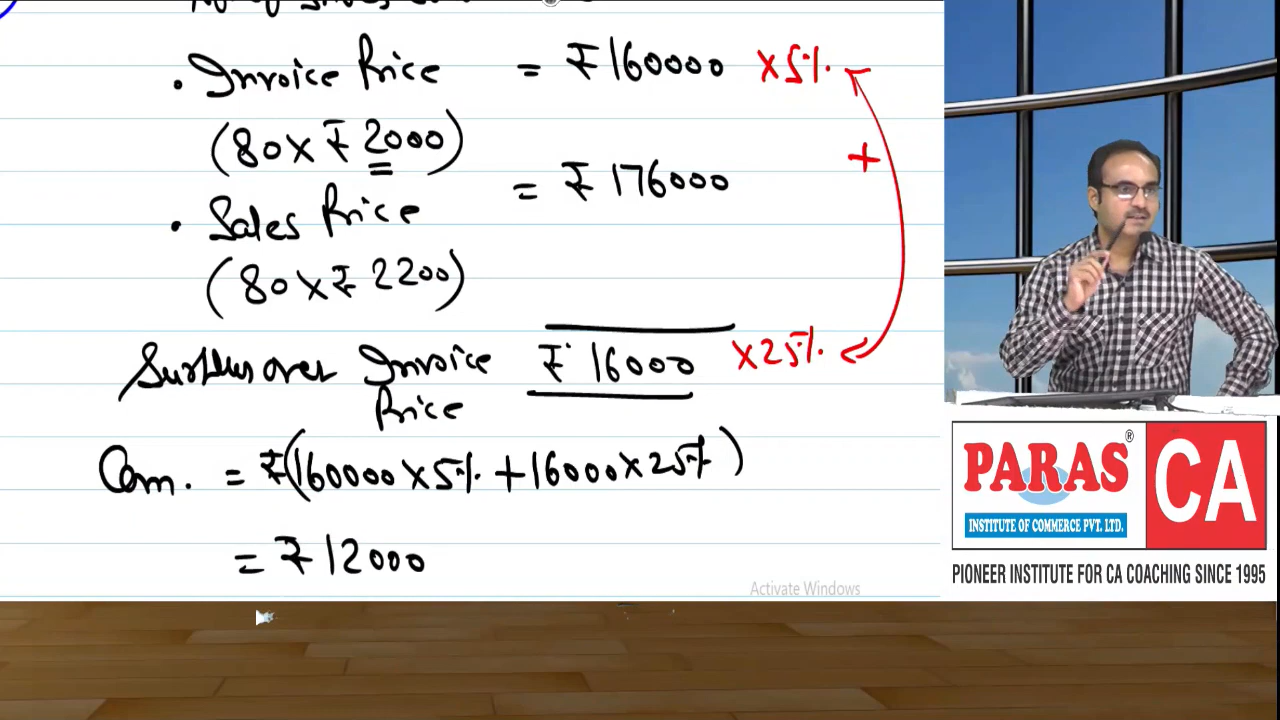 • Invoice Price = ₹160000 ×5%
(80×₹2000)
+
= ₹176000
• Sales Price
(80×₹2200)
Surplus over Invoice Price ₹16000 ×25%
Com. = ₹(160000×5% + 16000×25%)
= ₹12000
Activate Windows
PARAS®
INSTITUTE OF COMMERCE PVT. LTD.
CA
PIONEER INSTITUTE FOR CA COACHING SINCE 1995